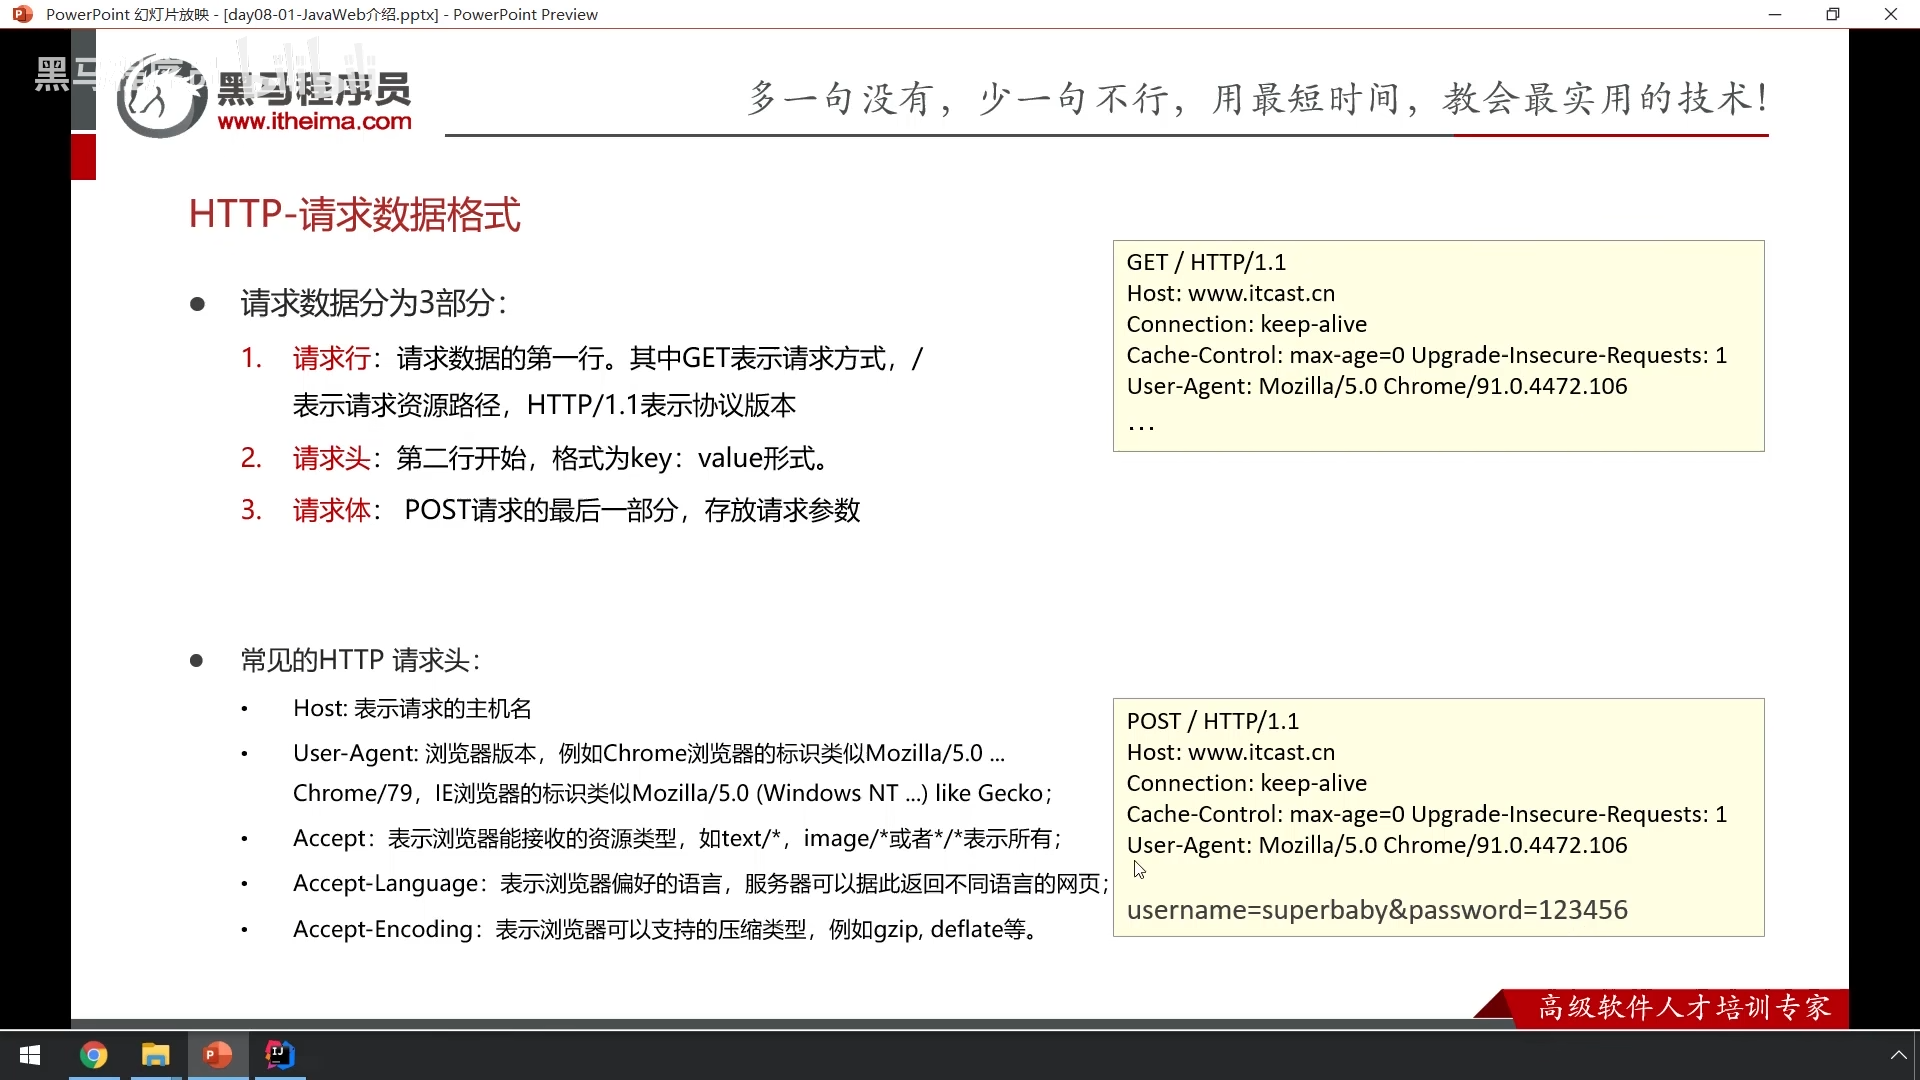 PowerPoint 幻灯片放映 - [day08-01-JavaWeb介绍.pptx] - PowerPoint Preview
黑马程序员
www.itheima.com
多一句没有，少一句不行，用最短时间，教会最实用的技术！
HTTP-请求数据格式
● 请求数据分为3部分：
1. 请求行：请求数据的第一行。其中GET表示请求方式，/
表示请求资源路径，HTTP/1.1表示协议版本
2. 请求头：第二行开始，格式为key：value形式。
3. 请求体： POST请求的最后一部分，存放请求参数
GET / HTTP/1.1
Host: www.itcast.cn
Connection: keep-alive
Cache-Control: max-age=0 Upgrade-Insecure-Requests: 1
User-Agent: Mozilla/5.0 Chrome/91.0.4472.106
...
● 常见的HTTP 请求头：
• Host: 表示请求的主机名
• User-Agent: 浏览器版本，例如Chrome浏览器的标识类似Mozilla/5.0 ...
Chrome/79，IE浏览器的标识类似Mozilla/5.0 (Windows NT ...) like Gecko；
• Accept：表示浏览器能接收的资源类型，如text/*，image/*或者*/*表示所有；
• Accept-Language：表示浏览器偏好的语言，服务器可以据此返回不同语言的网页；
• Accept-Encoding：表示浏览器可以支持的压缩类型，例如gzip, deflate等。
POST / HTTP/1.1
Host: www.itcast.cn
Connection: keep-alive
Cache-Control: max-age=0 Upgrade-Insecure-Requests: 1
User-Agent: Mozilla/5.0 Chrome/91.0.4472.106
username=superbaby&password=123456
高级软件人才培训专家